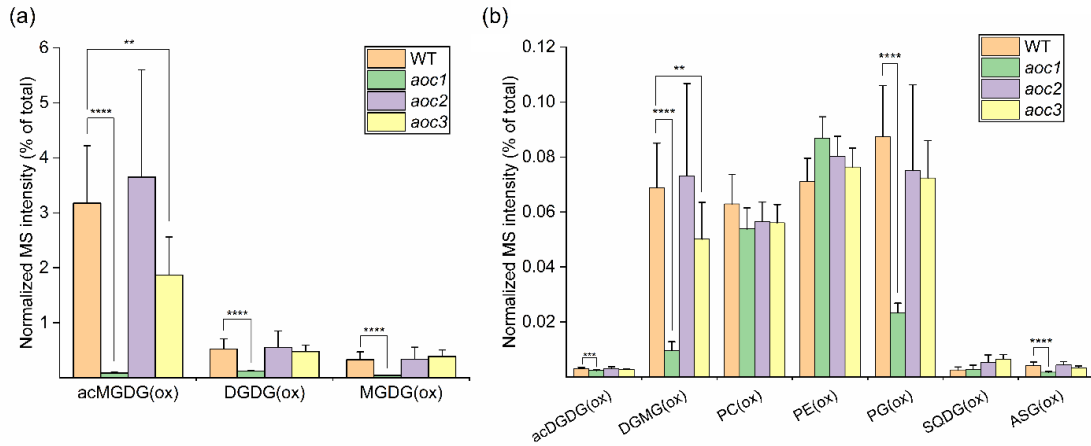 (a)
Normalized MS intensity (% of total)
6
5
4
3
2
1
**
****
****
****
WT
aoc1
aoc2
aoc3
acMGDG(ox)
DGDG(ox)
MGDG(ox)
(b)
Normalized MS intensity (% of total)
0.12
0.10
0.08
0.06
0.04
0.02
***
**
****
****
****
WT
aoc1
aoc2
aoc3
acDGDG(ox)
DGMG(ox)
PC(ox)
PE(ox)
PG(ox)
SQDG(ox)
ASG(ox)